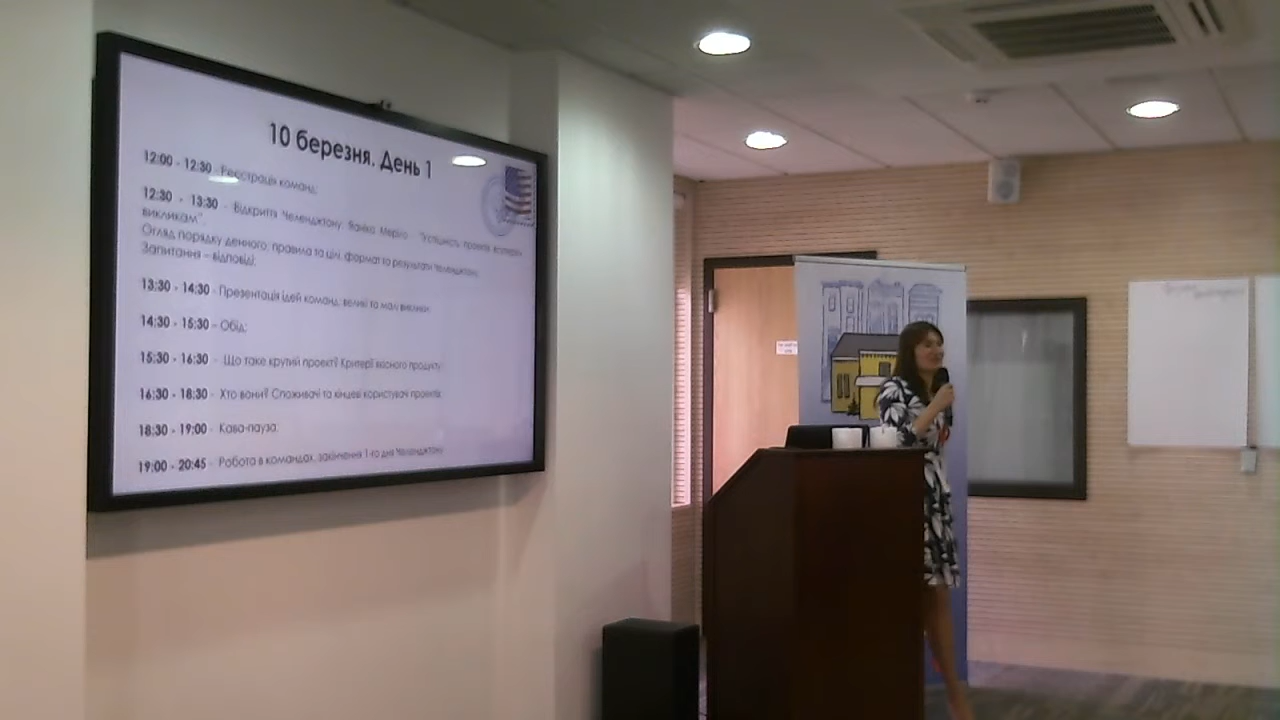 10 березня. День 1
12:00 - 12:30 - Реєстрація команд;
12:30 - 13:30 - Відкриття Челенджтону. Яніка Меріло "Успішність проектів всупереч
викликам".
Огляд порядку денного, правила та цілі, формат та результати Челенджтону.
Запитання – відповіді;
13:30 - 14:30 - Презентація ідей команд: великі та малі виклики;
14:30 - 15:30 – Обід;
15:30 - 16:30 - Що таке крутий проект? Критерії якісного продукту;
16:30 - 18:30 - Хто вони? Споживачі та кінцеві користувачі проектів;
18:30 - 19:00 - Кава-пауза;
19:00 - 20:45 - Робота в командах, закінчення 1-го дня Челенджтону